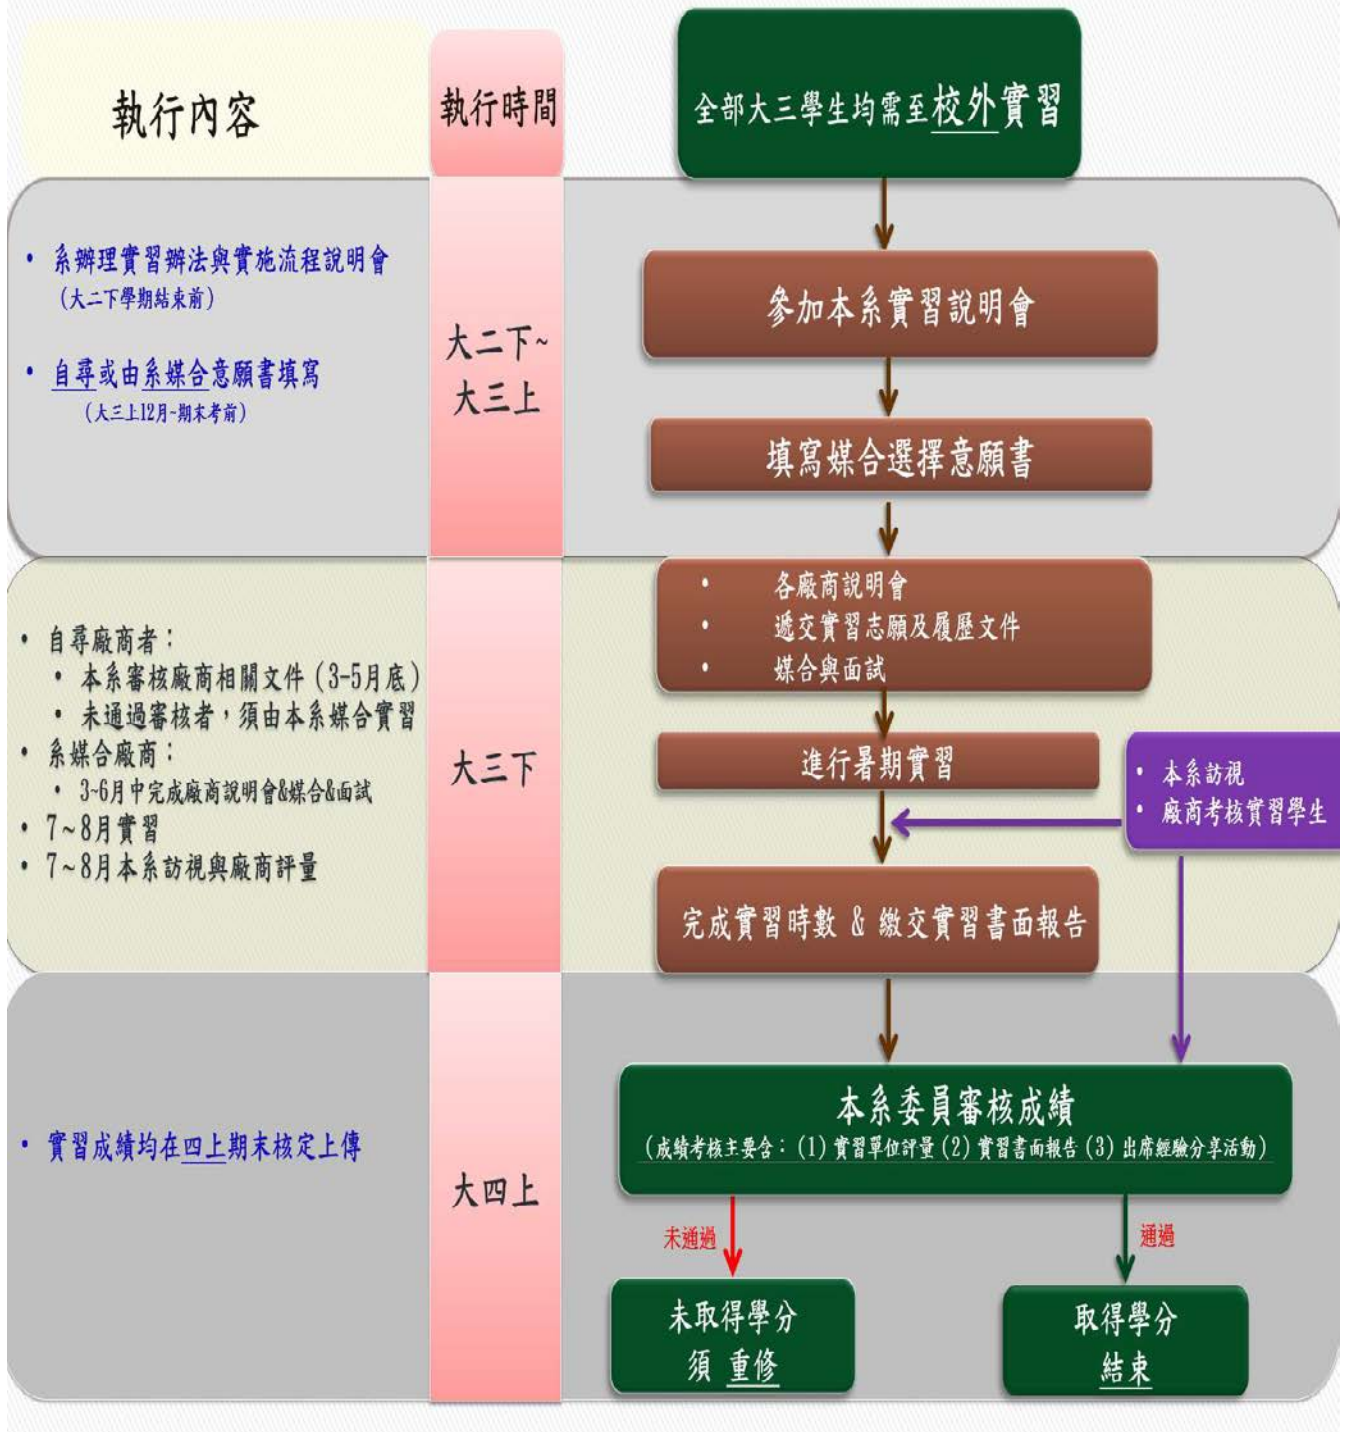 執行內容
執行時間
全部大三學生均需至校外實習
• 系辦理實習辦法與實施流程說明會
(大二下學期結束前)
• 自尋或由系媒合意願書填寫
(大三上12月~期末考前)
大二下~
大三上
參加本系實習說明會
填寫媒合選擇意願書
• 自尋廠商者：
• 本系審核廠商相關文件（3-5月底）
• 未通過審核者，須由本系媒合實習
• 系媒合廠商：
• 3~6月中完成廠商說明會&媒合&面試
• 7~8月實習
• 7~8月本系訪視與廠商評量
大三下
• 各廠商說明會
• 遞交實習志願及履歷文件
• 媒合與面試
進行暑期實習
• 本系訪視
• 廠商考核實習學生
完成實習時數 & 繳交實習書面報告
• 實習成績均在四上期末核定上傳
大四上
本系委員審核成績
(成績考核主要含：(1) 實習單位評量 (2) 實習書面報告 (3) 出席經驗分享活動)
未通過
通過
未取得學分
須 重修
取得學分
結束